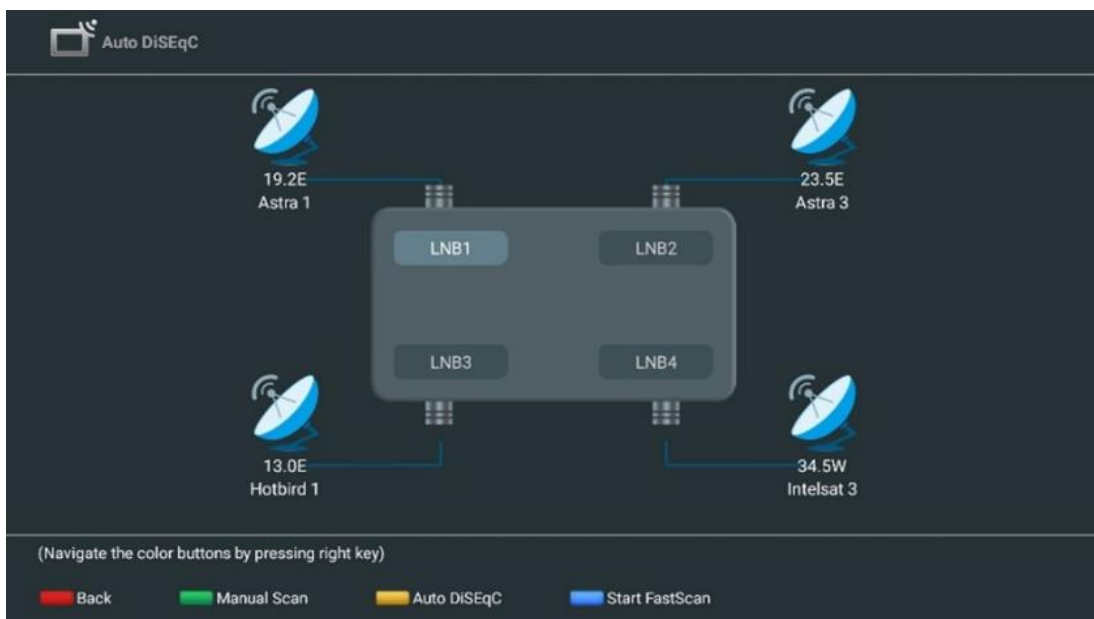 Auto DiSEqC
19.2E
Astra 1
23.5E
Astra 3
LNB1
LNB2
LNB3
LNB4
13.0E
Hotbird 1
34.5W
Intelsat 3
(Navigate the color buttons by pressing right key)
Back
Manual Scan
Auto DiSEqC
Start FastScan